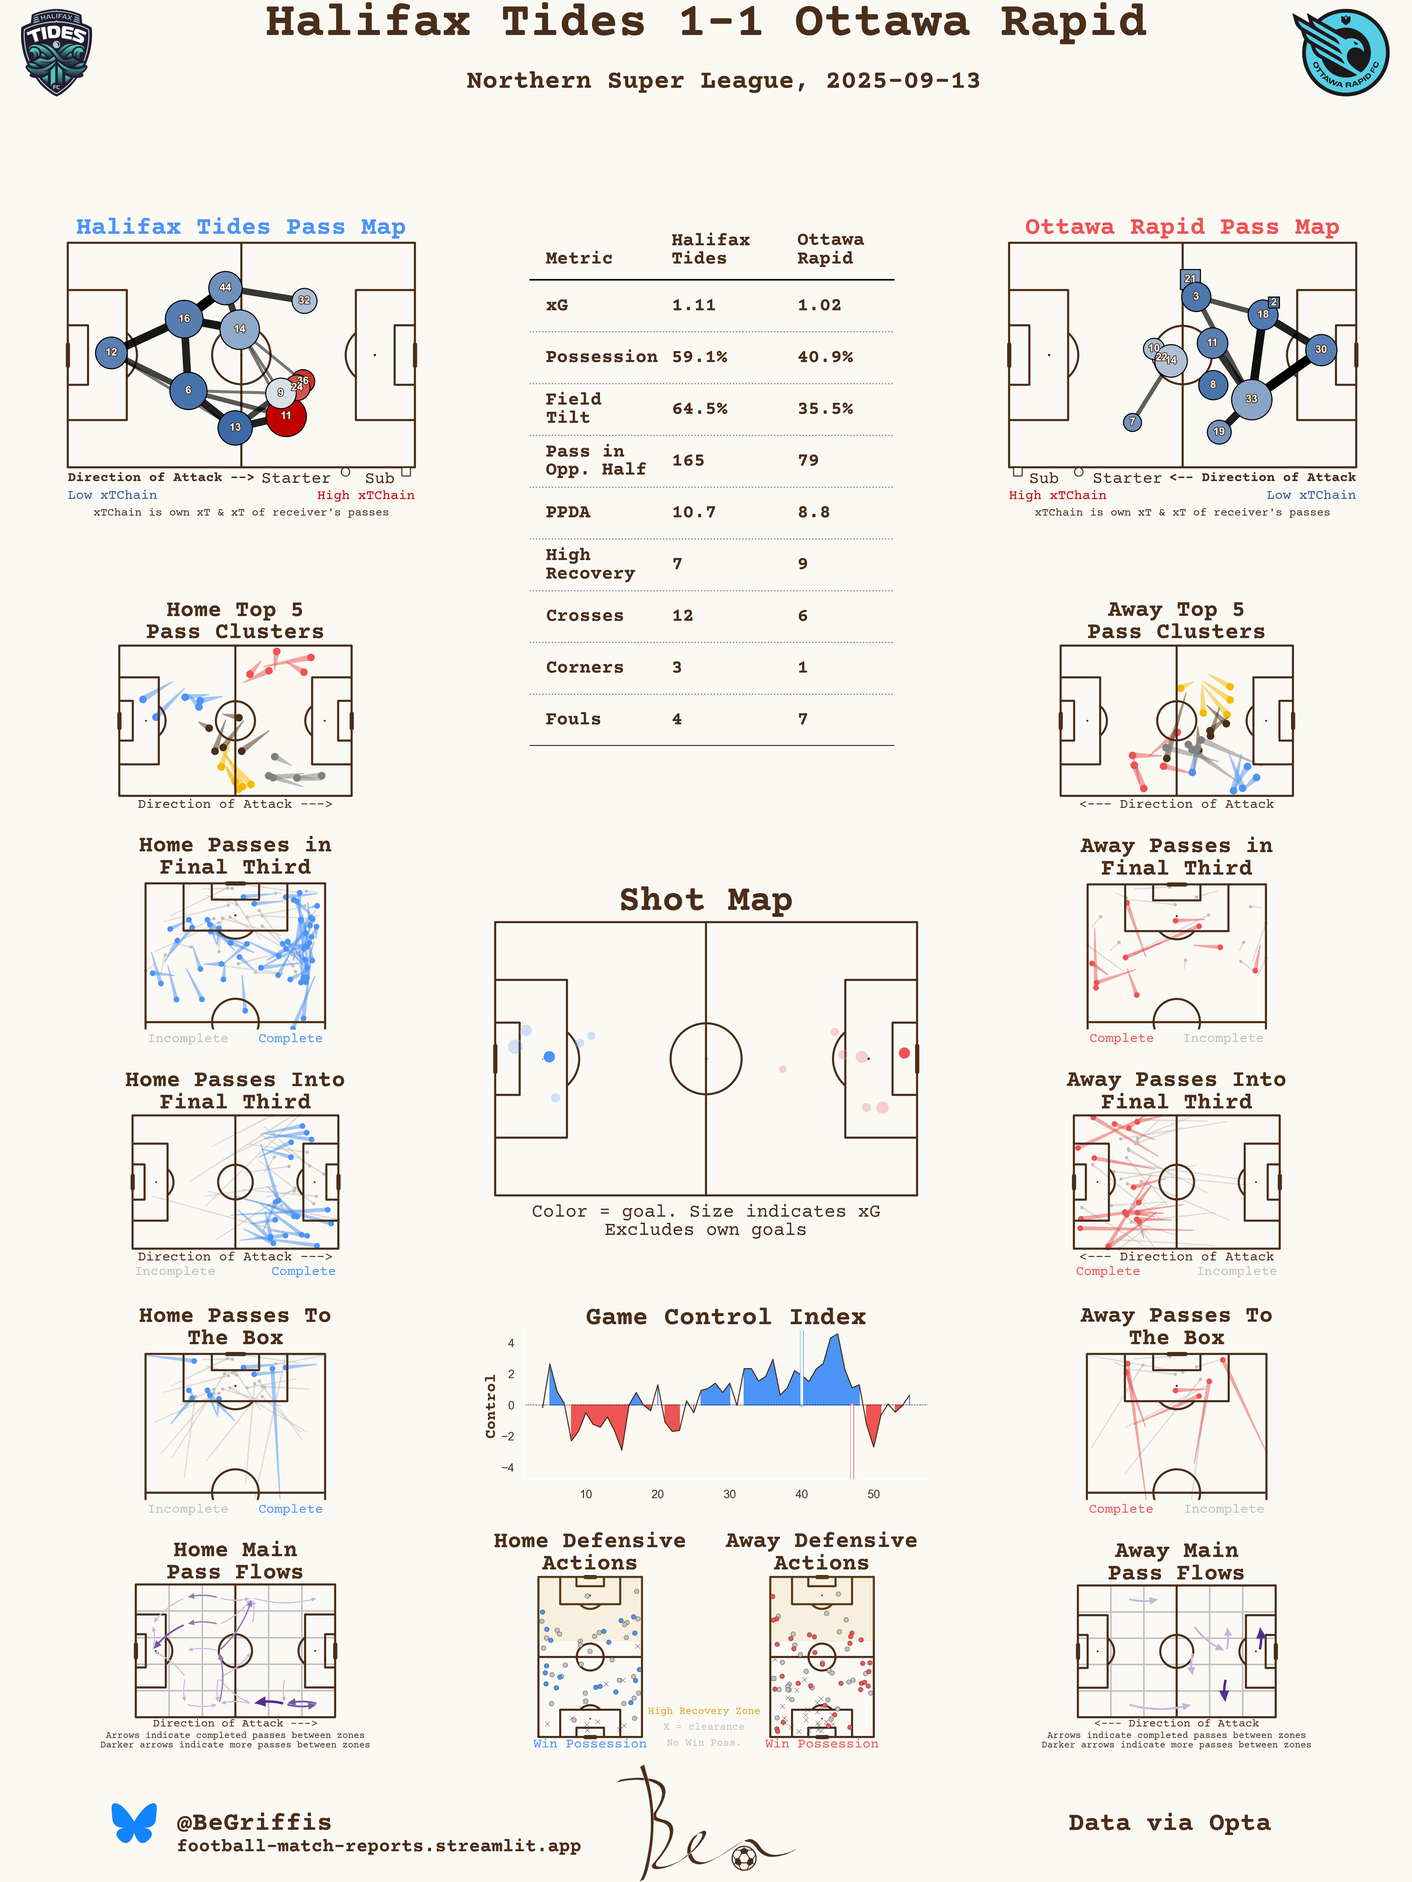 Halifax Tides 1-1 Ottawa Rapid
Northern Super League, 2025-09-13
HALIFAX
TIDES
FC
OTTAWA RAPID FC
Halifax Tides Pass Map
44
32
16
14
12
36
24
9
6
11
13
Direction of Attack --> Starter Sub
Low xTChain High xTChain
xTChain is own xT & xT of receiver's passes
Metric Halifax Tides Ottawa Rapid
xG 1.11 1.02
Possession 59.1% 40.9%
Field Tilt 64.5% 35.5%
Pass in Opp. Half 165 79
PPDA 10.7 8.8
High Recovery 7 9
Crosses 12 6
Corners 3 1
Fouls 4 7
Ottawa Rapid Pass Map
21
3
2
18
10
22
14
11
30
8
33
7
19
Sub Starter <-- Direction of Attack
High xTChain Low xTChain
xTChain is own xT & xT of receiver's passes
Home Top 5
Pass Clusters
Direction of Attack --->
Away Top 5
Pass Clusters
<--- Direction of Attack
Home Passes in
Final Third
Incomplete Complete
Away Passes in
Final Third
Complete Incomplete
Shot Map
Color = goal. Size indicates xG
Excludes own goals
Home Passes Into
Final Third
Direction of Attack --->
Incomplete Complete
Away Passes Into
Final Third
<--- Direction of Attack
Complete Incomplete
Game Control Index
Control
4
2
0
−2
−4
10 20 30 40 50
Home Passes To
The Box
Incomplete Complete
Away Passes To
The Box
Complete Incomplete
Home Main
Pass Flows
Direction of Attack --->
Arrows indicate completed passes between zones
Darker arrows indicate more passes between zones
Home Defensive
Actions
Win Possession
Away Defensive
Actions
Win Possession
High Recovery Zone
X = clearance
No Win Poss.
Away Main
Pass Flows
<--- Direction of Attack
Arrows indicate completed passes between zones
Darker arrows indicate more passes between zones
@BeGriffis
football-match-reports.streamlit.app
Ben
Data via Opta